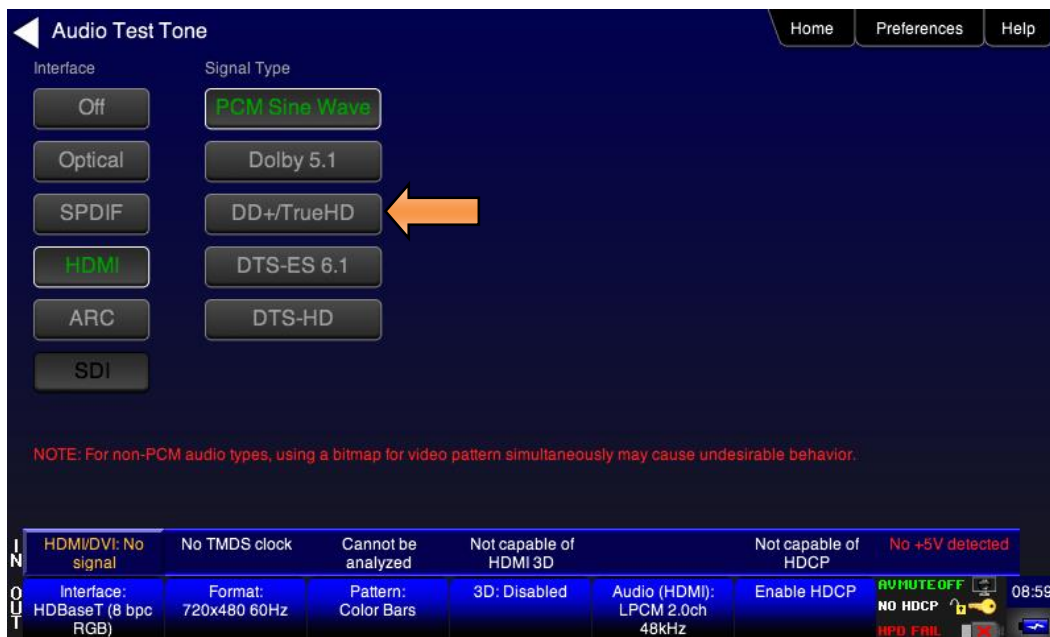 Audio Test Tone
Home
Preferences
Help
Interface
Signal Type
Off
PCM Sine Wave
Optical
Dolby 5.1
SPDIF
DD+/TrueHD
HDMI
DTS-ES 6.1
ARC
DTS-HD
SDI
NOTE: For non-PCM audio types, using a bitmap for video pattern simultaneously may cause undesirable behavior.
IN
HDMI/DVI: No
signal
No TMDS clock
Cannot be
analyzed
Not capable of
HDMI 3D
Not capable of
HDCP
No +5V detected
OUT
Interface:
HDBaseT (8 bpc
RGB)
Format:
720x480 60Hz
Pattern:
Color Bars
3D: Disabled
Audio (HDMI):
LPCM 2.0ch
48kHz
Enable HDCP
AVMUTEOFF
NO HDCP
HPD FAIL
08:59